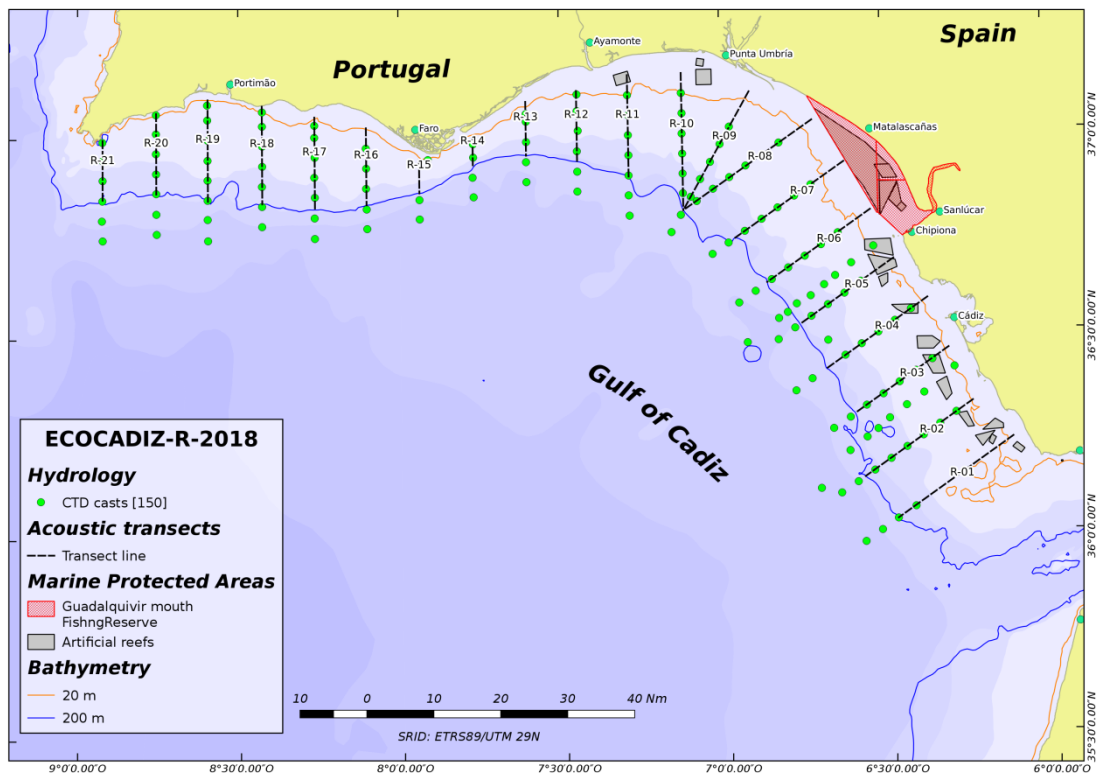 Spain
Portugal
Ayamonte
Punta Umbría
Portimão
Faro
Matalascañas
Sanlúcar
Chipiona
Cádiz
R-21
R-20
R-19
R-18
R-17
R-16
R-15
R-14
R-13
R-12
R-11
R-10
R-09
R-08
R-07
R-06
R-05
R-04
R-03
R-02
R-01
Gulf of Cadiz
ECOCADIZ-R-2018
Hydrology
CTD casts [150]
Acoustic transects
Transect line
Marine Protected Areas
Guadalquivir mouth
FishngReserve
Artificial reefs
Bathymetry
20 m
200 m
10 0 10 20 30 40 Nm
SRID: ETRS89/UTM 29N
37°0'0.00"N
36°30'0.00"N
36°0'0.00"N
35°30'0.00"N
9°0'0.00"O
8°30'0.00"O
8°0'0.00"O
7°30'0.00"O
7°0'0.00"O
6°30'0.00"O
6°0'0.00"O